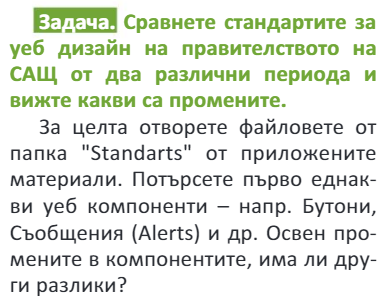 Задача. Сравнете стандартите за
уеб дизайн на правителството на
САЩ от два различни периода и
вижте какви са промените.
За целта отворете файловете от
папка "Standarts" от приложените
материали. Потърсете първо еднак-
ви уеб компоненти – напр. Бутони,
Съобщения (Alerts) и др. Освен про-
мените в компонентите, има ли дру-
ги разлики?